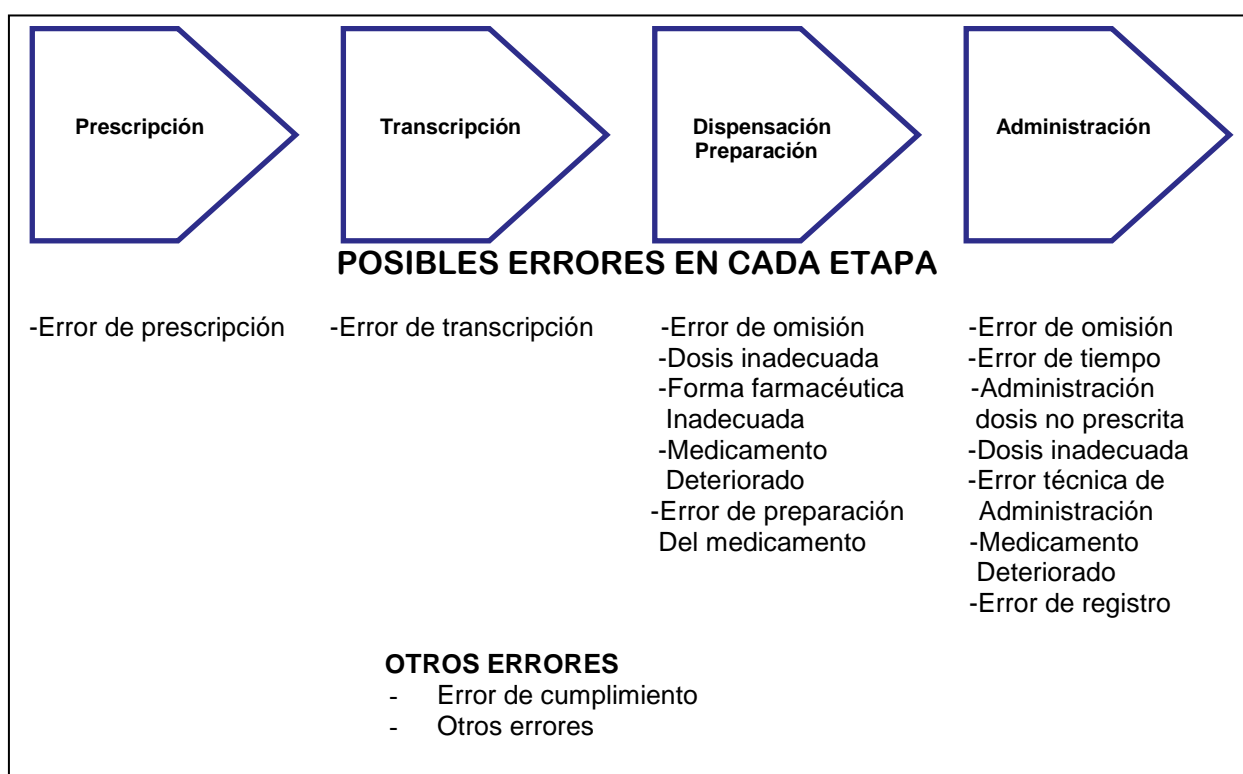 Prescripción
Transcripción
Dispensación
Preparación
Administración
POSIBLES ERRORES EN CADA ETAPA
-Error de prescripción
-Error de transcripción
-Error de omisión
-Dosis inadecuada
-Forma farmacéutica
Inadecuada
-Medicamento
Deteriorado
-Error de preparación
Del medicamento
-Error de omisión
-Error de tiempo
-Administración
dosis no prescrita
-Dosis inadecuada
-Error técnica de
Administración
-Medicamento
Deteriorado
-Error de registro
OTROS ERRORES
- Error de cumplimiento
- Otros errores